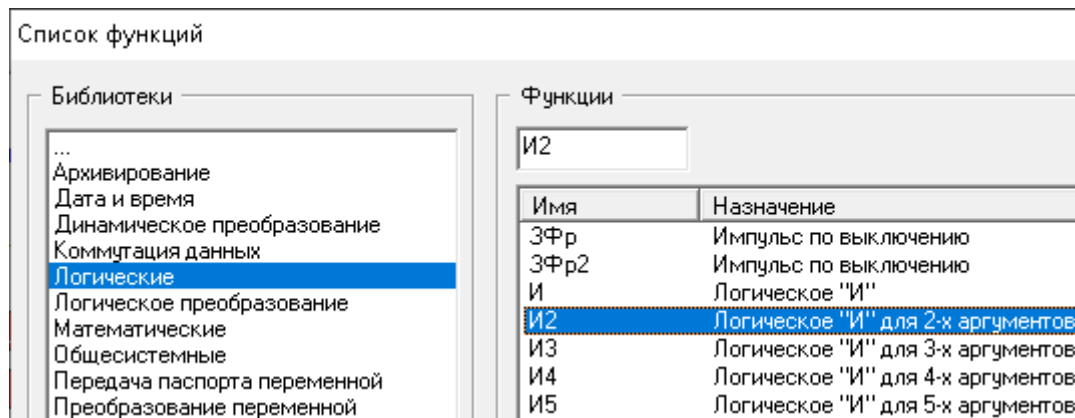 Список функций
Библиотеки
...
Архивирование
Дата и время
Динамическое преобразование
Коммутация данных
Логические
Логическое преобразование
Математические
Общесистемные
Передача паспорта переменной
Преобразование переменной
Функции
И2
Имя Назначение
ЗФр Импульс по выключению
ЗФр2 Импульс по выключению
И Логическое "И"
И2 Логическое "И" для 2-х аргументов
И3 Логическое "И" для 3-х аргументов
И4 Логическое "И" для 4-х аргументов
И5 Логическое "И" для 5-х аргументов